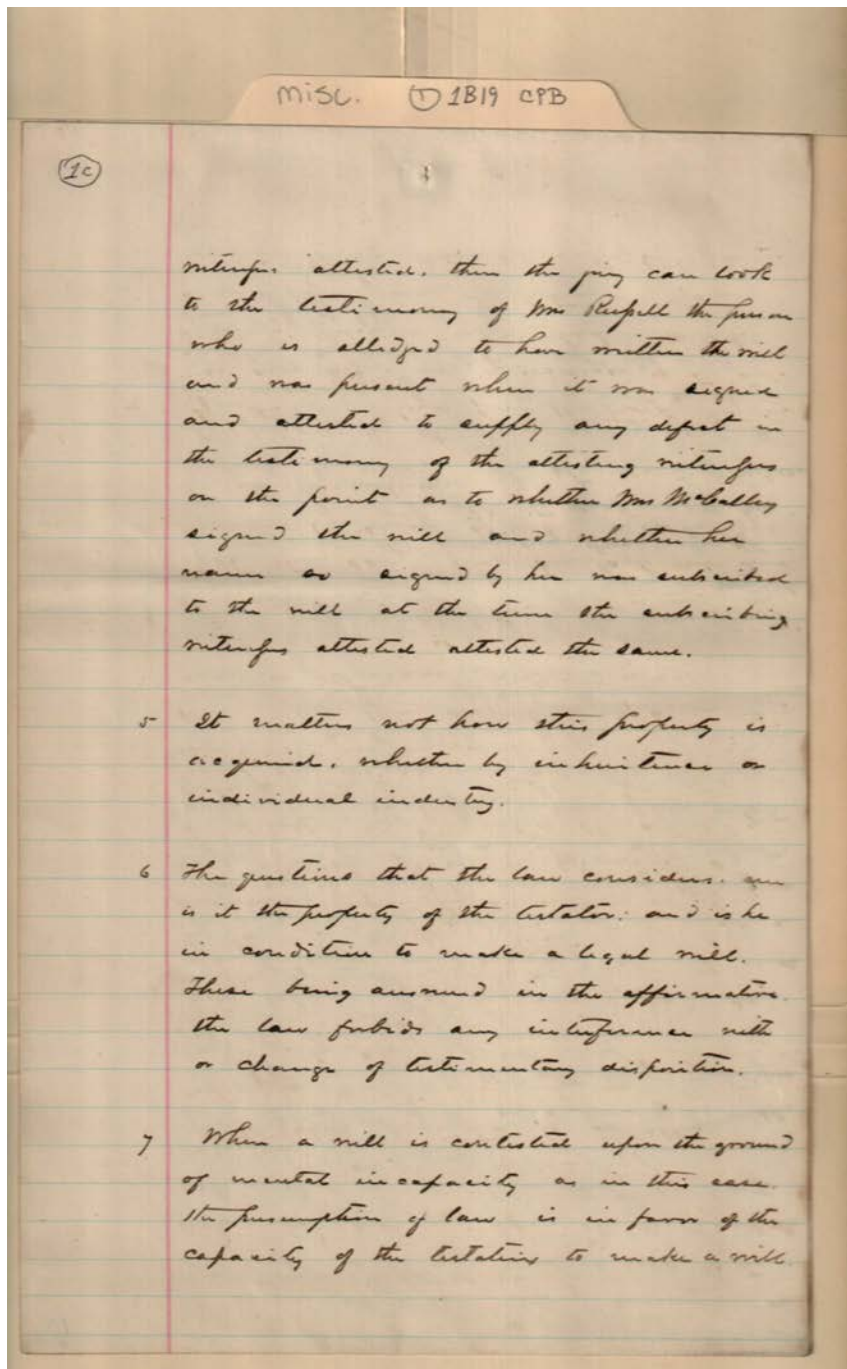 misc. ① 1B19 CPB
1c
witnesses attested, then the jury can look
to the testimony of Mrs Russell the person
who is alledged to have written the will
and was present when it was signed
and attested to supply any defect in
the testimony of the attesting witnesses
on the point as to whether Mrs McCalley
signed the will and whether her
name as signed by her was subscribed
to the will at the time the subscribing
witnesses attested attested the same.
5 It matters not how this property is
acquired, whether by inheritance or
individual industry.
6 The questions that the law considers. are
is it the property of the testator; and is he
in condition to make a legal will.
These being answered in the affirmative
the law forbids any interference with
or change of testimentary disposition.
7 When a will is contested upon the ground
of mental incapacity as in this case.
the presumption of law is in favor of the
capacity of the testatrix to make a will